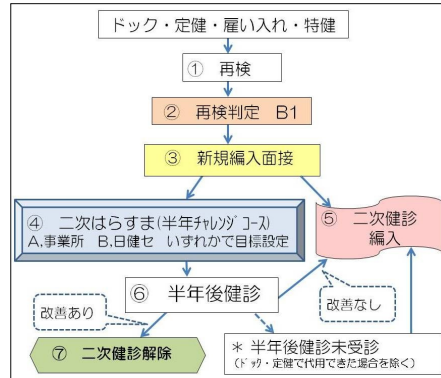 ドック・定健・雇い入れ・特健
① 再検
② 再検判定 B1
③ 新規編入面接
④ 二次はらすま(半年ﾁｬﾚﾝｼﾞｺｰｽ)
A,事業所 B,日健セ いずれかで目標設定
⑤ 二次健診
編入
⑥ 半年後健診
改善あり
改善なし
⑦ 二次健診解除
＊ 半年後健診未受診
(ﾄﾞｯｸ・定健で代用できた場合を除く)